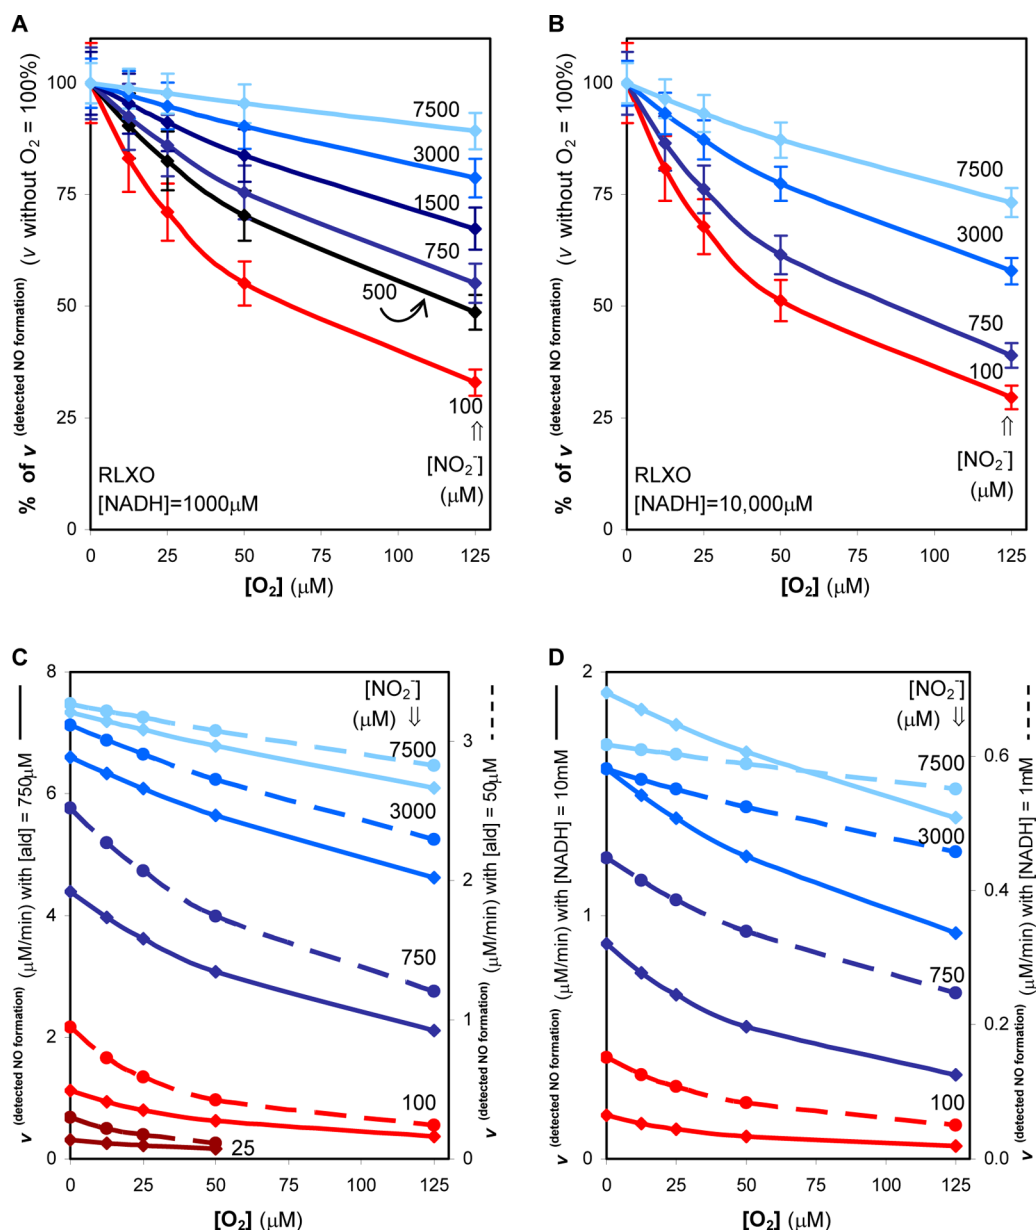 A
% of v (detected NO formation) (v without O2 = 100%)
100
75
50
25
0
7500
3000
1500
750
500
100
⇑
[NO2-]
(µM)
RLXO
[NADH]=1000µM
0 25 50 75 100 125
[O2] (µM)
B
% of v (detected NO formation) (v without O2 = 100%)
100
75
50
25
0
7500
3000
750
100
⇑
[NO2-]
(µM)
RLXO
[NADH]=10,000µM
0 25 50 75 100 125
[O2] (µM)
C
v (detected NO formation) (µM/min) with [ald] = 750µM
8
6
4
2
0
[NO2-]
(µM) ⇓
7500
3000
750
100
25
3
2
1
0
v (detected NO formation) (µM/min) with [ald] = 50µM
0 25 50 75 100 125
[O2] (µM)
D
v (detected NO formation) (µM/min) with [NADH] = 10mM
2
1
0
[NO2-]
(µM) ⇓
7500
3000
750
100
0.6
0.4
0.2
0.0
v (detected NO formation) (µM/min) with [NADH] = 1mM
0 25 50 75 100 125
[O2] (µM)